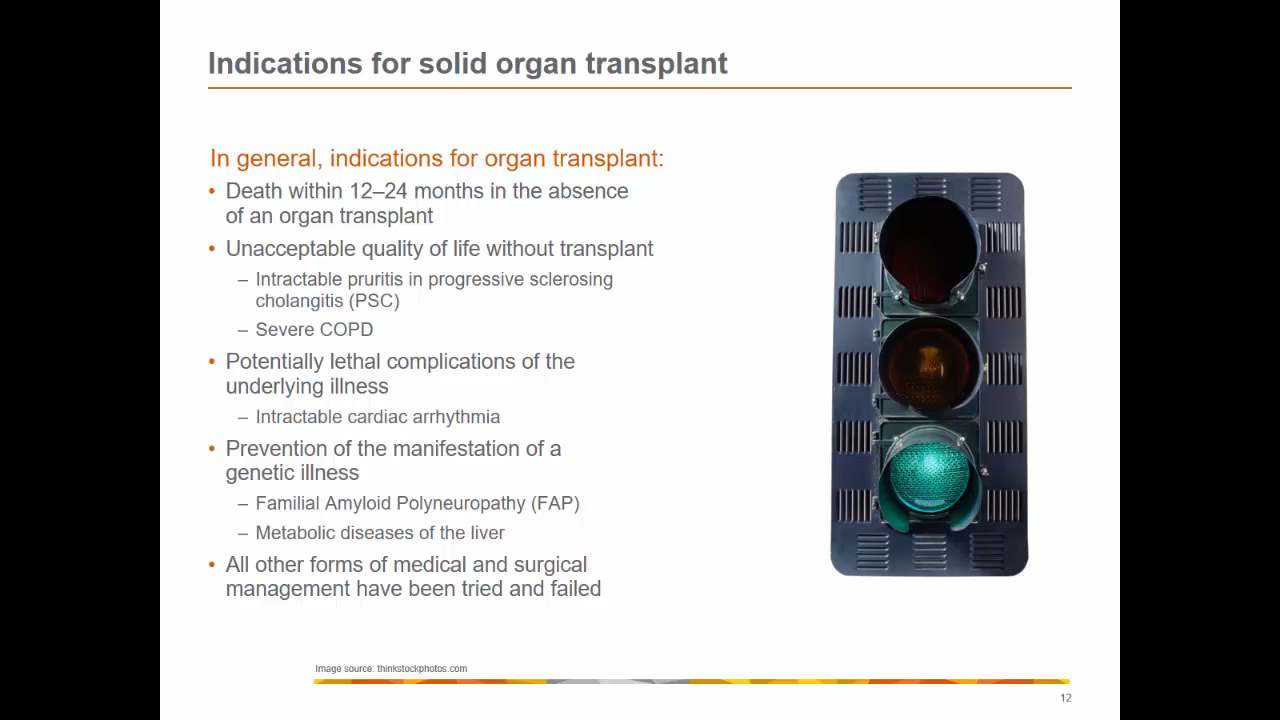 Indications for solid organ transplant
In general, indications for organ transplant:
• Death within 12–24 months in the absence
of an organ transplant
• Unacceptable quality of life without transplant
– Intractable pruritis in progressive sclerosing
cholangitis (PSC)
– Severe COPD
• Potentially lethal complications of the
underlying illness
– Intractable cardiac arrhythmia
• Prevention of the manifestation of a
genetic illness
– Familial Amyloid Polyneuropathy (FAP)
– Metabolic diseases of the liver
• All other forms of medical and surgical
management have been tried and failed
Image source: thinkstockphotos.com
12